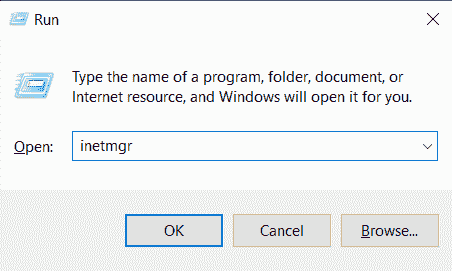 Run
Type the name of a program, folder, document, or
Internet resource, and Windows will open it for you.
Open: inetmgr
OK Cancel Browse...